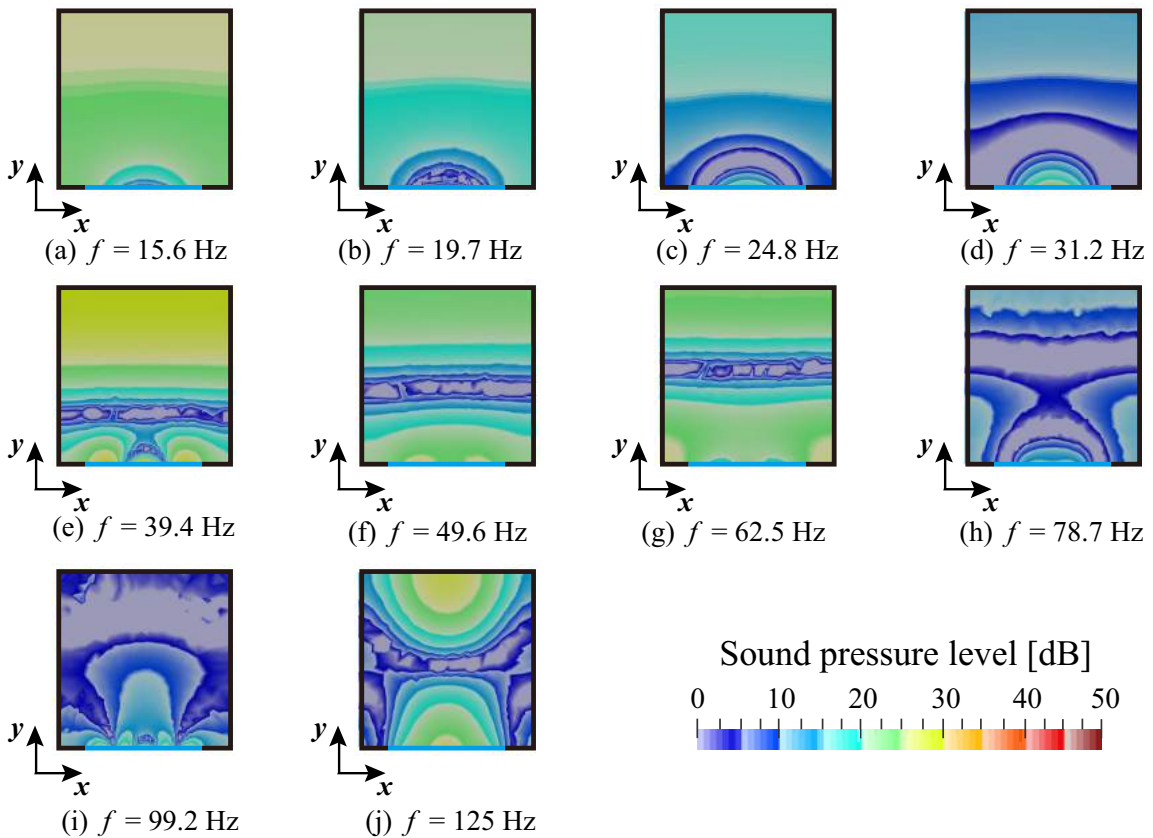 y
x
(a) f = 15.6 Hz
y
x
(b) f = 19.7 Hz
y
x
(c) f = 24.8 Hz
y
x
(d) f = 31.2 Hz
y
x
(e) f = 39.4 Hz
y
x
(f) f = 49.6 Hz
y
x
(g) f = 62.5 Hz
y
x
(h) f = 78.7 Hz
y
x
(i) f = 99.2 Hz
y
x
(j) f = 125 Hz
Sound pressure level [dB]
0 10 20 30 40 50